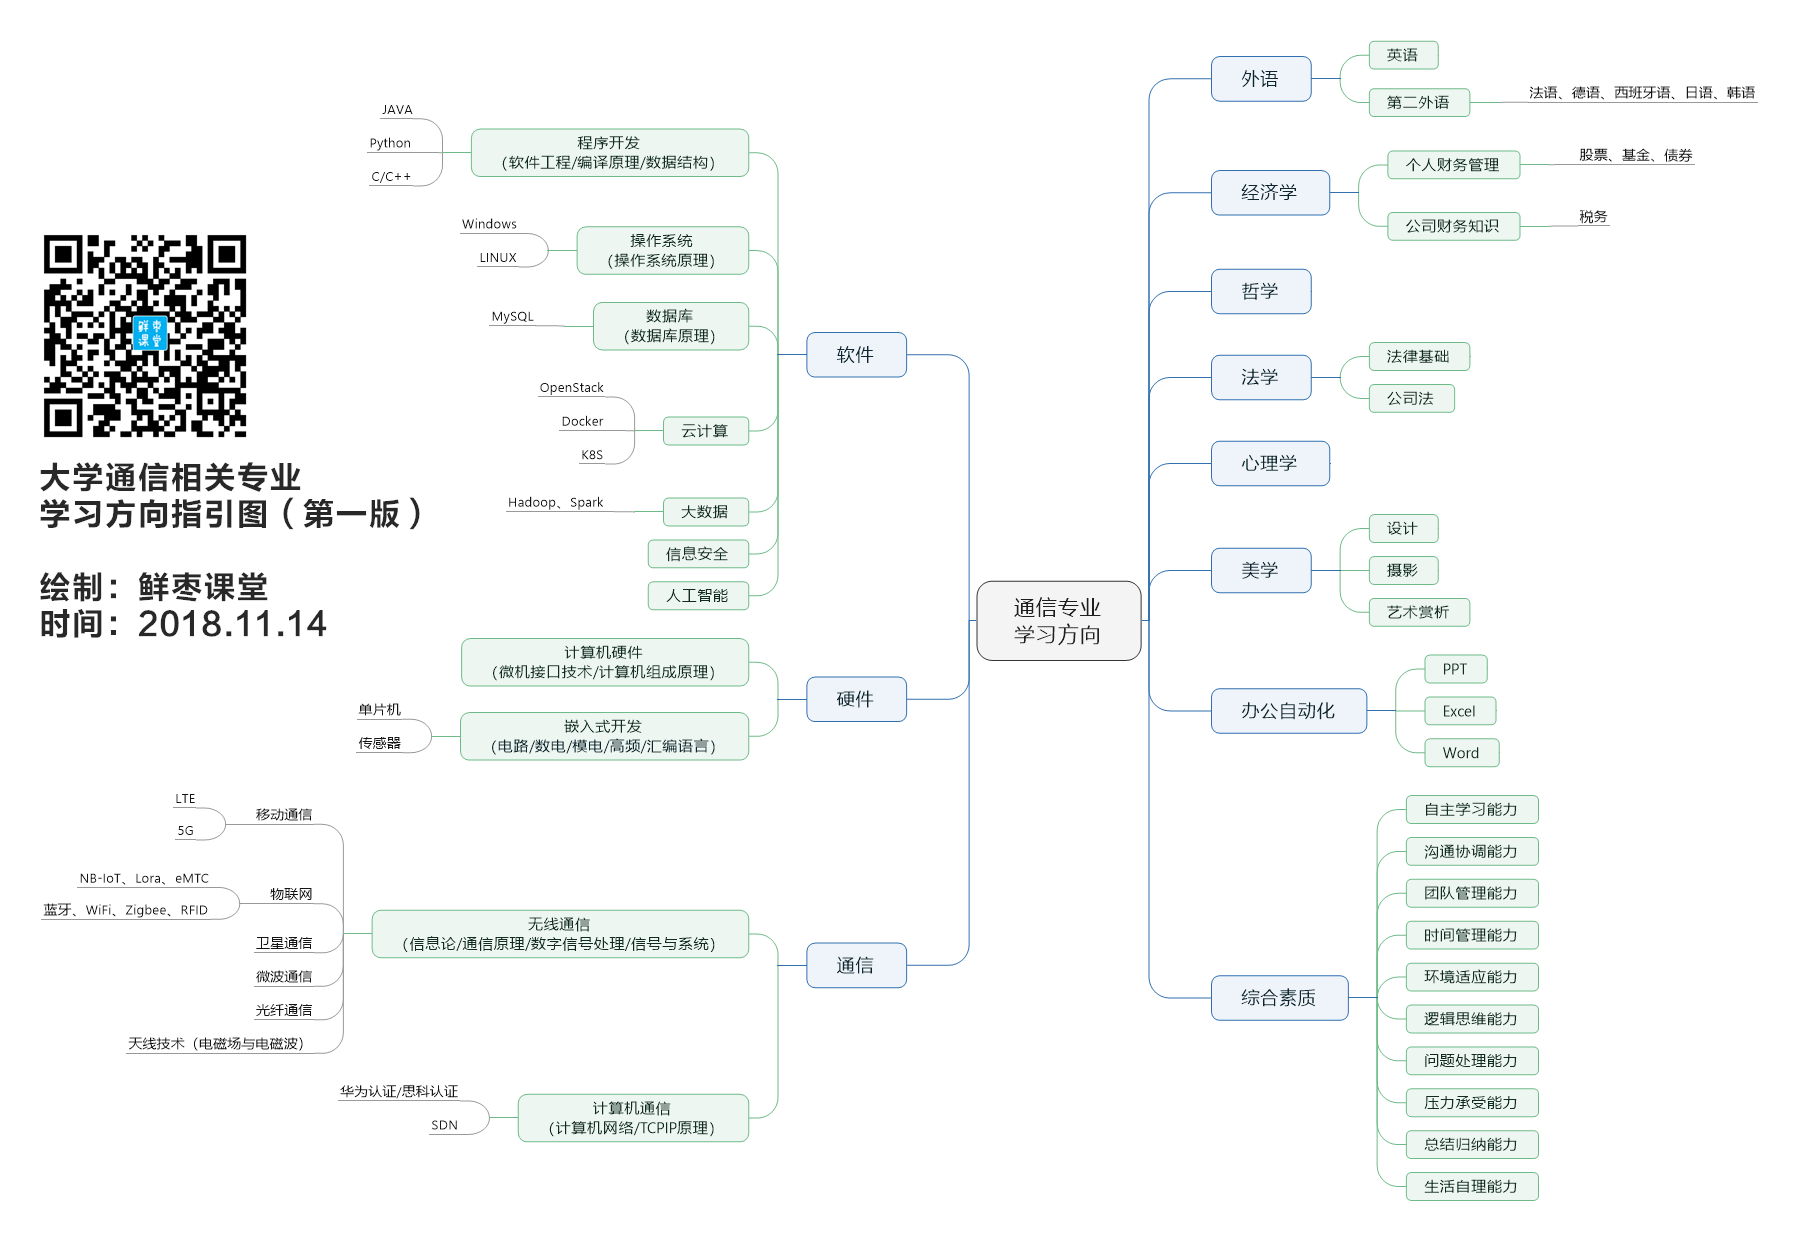 鲜枣
课堂
大学通信相关专业
学习方向指引图（第一版）
绘制：鲜枣课堂
时间：2018.11.14
通信专业
学习方向
软件
程序开发
(软件工程/编译原理/数据结构)
JAVA
Python
C/C++
操作系统
(操作系统原理)
Windows
LINUX
数据库
(数据库原理)
MySQL
云计算
OpenStack
Docker
K8S
大数据
Hadoop、Spark
信息安全
人工智能
硬件
计算机硬件
(微机接口技术/计算机组成原理)
嵌入式开发
(电路/数电/模电/高频/汇编语言)
单片机
传感器
通信
无线通信
(信息论/通信原理/数字信号处理/信号与系统)
移动通信
LTE
5G
物联网
NB-IoT、Lora、eMTC
蓝牙、WiFi、Zigbee、RFID
卫星通信
微波通信
光纤通信
天线技术（电磁场与电磁波）
计算机通信
(计算机网络/TCPIP原理)
华为认证/思科认证
SDN
外语
英语
第二外语
法语、德语、西班牙语、日语、韩语
经济学
个人财务管理
股票、基金、债券
公司财务知识
税务
哲学
法学
法律基础
公司法
心理学
美学
设计
摄影
艺术赏析
办公自动化
PPT
Excel
Word
综合素质
自主学习能力
沟通协调能力
团队管理能力
时间管理能力
环境适应能力
逻辑思维能力
问题处理能力
压力承受能力
总结归纳能力
生活自理能力